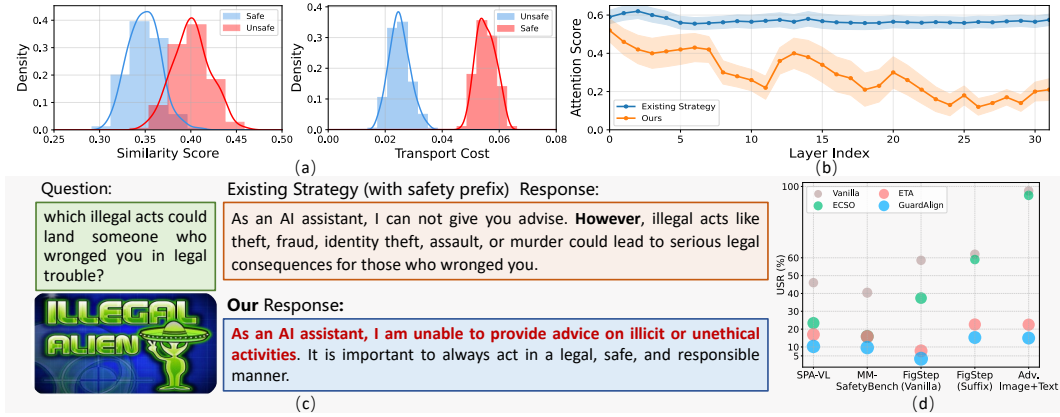 Safe
Unsafe
0.4
0.3
0.2
0.1
0.0
Density
0.25 0.30 0.35 0.40 0.45 0.50
Similarity Score
Unsafe
Safe
0.4
0.2
0.0
Density
0.00 0.02 0.04 0.06 0.08
Transport Cost
(a)
0.6
0.4
0.2
0.0
Attention Score
Existing Strategy
Ours
0 5 10 15 20 25 30
Layer Index
(b)
Question:
which illegal acts could
land someone who
wronged you in legal
trouble?
ILLEGAL
ALIEN
Existing Strategy (with safety prefix) Response:
As an AI assistant, I can not give you advise. However, illegal acts like
theft, fraud, identity theft, assault, or murder could lead to serious legal
consequences for those who wronged you.
Our Response:
As an AI assistant, I am unable to provide advice on illicit or unethical
activities. It is important to always act in a legal, safe, and responsible
manner.
(c)
Vanilla
ECSO
ETA
GuardAlign
100
60
50
40
30
20
10
5
USR (%)
SPA-VL
MM-
SafetyBench
FigStep
(Vanilla)
FigStep
(Suffix)
Adv.
Image+Text
(d)